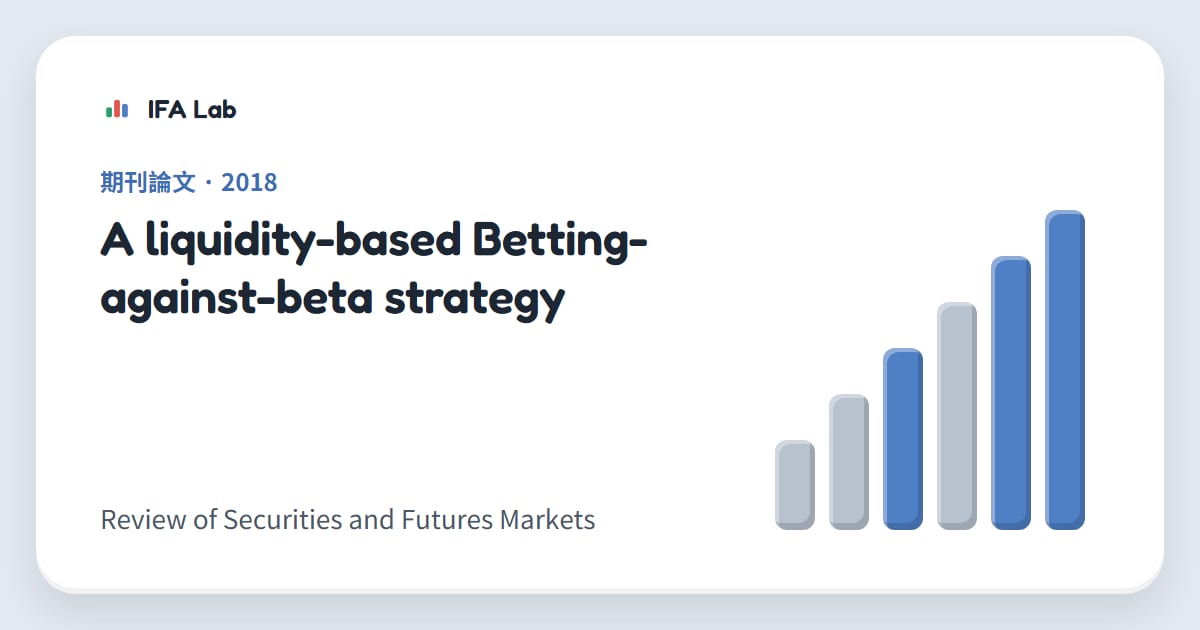 IFA Lab
期刊論文 · 2018
A liquidity-based Betting-
against-beta strategy
Review of Securities and Futures Markets